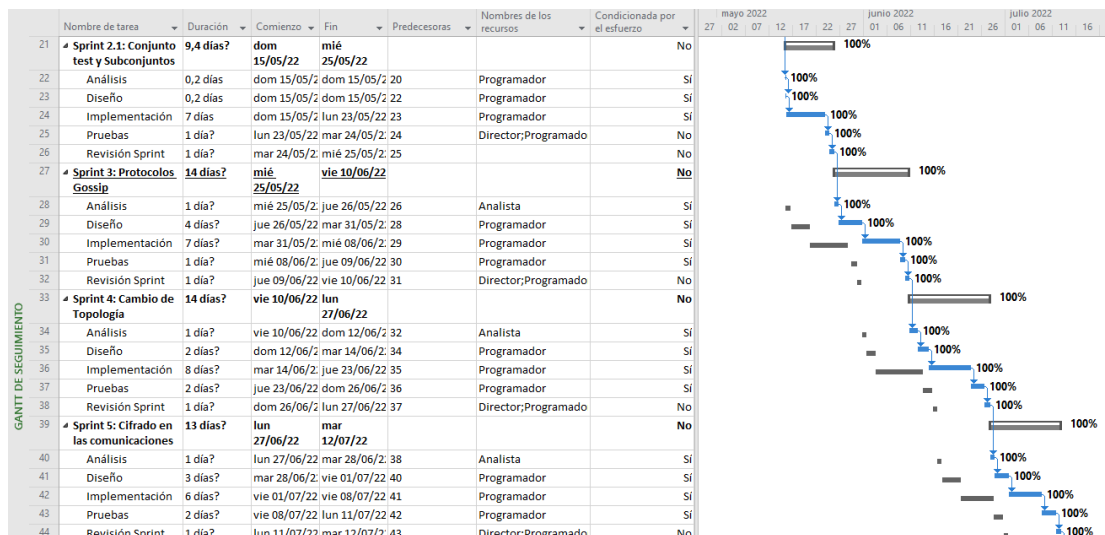 Nombre de tarea Duración Comienzo Fin Predecesoras Nombres de los recursos Condicionada por el esfuerzo
mayo 2022 junio 2022 julio 2022
27 02 07 12 17 22 27 01 06 11 16 21 26 01 06 11 16
GANTT DE SEGUIMIENTO
21 Sprint 2.1: Conjunto test y Subconjuntos 9,4 días? dom 15/05/22 mié 25/05/22 No 100%
22 Análisis 0,2 días dom 15/05/2 dom 15/05/2 20 Programador Sí 100%
23 Diseño 0,2 días dom 15/05/2 dom 15/05/2 22 Programador Sí 100%
24 Implementación 7 días dom 15/05/2 lun 23/05/22 23 Programador Sí 100%
25 Pruebas 1 día? lun 23/05/22 mar 24/05/2 24 Director;Programado No 100%
26 Revisión Sprint 1 día? mar 24/05/2 mié 25/05/2 25 No 100%
27 Sprint 3: Protocolos Gossip 14 días? mié 25/05/22 vie 10/06/22 No 100%
28 Análisis 1 día? mié 25/05/2 jue 26/05/22 26 Analista Sí 100%
29 Diseño 4 días? jue 26/05/22 mar 31/05/2 28 Programador Sí 100%
30 Implementación 7 días? mar 31/05/2 mié 08/06/2 29 Programador Sí 100%
31 Pruebas 1 día? mié 08/06/2 jue 09/06/22 30 Programador Sí 100%
32 Revisión Sprint 1 día? jue 09/06/22 vie 10/06/22 31 Director;Programado No 100%
33 Sprint 4: Cambio de Topología 14 días? vie 10/06/22 lun 27/06/22 No 100%
34 Análisis 1 día? vie 10/06/22 dom 12/06/2 32 Analista Sí 100%
35 Diseño 2 días? dom 12/06/2 mar 14/06/2 34 Programador Sí 100%
36 Implementación 8 días? mar 14/06/2 jue 23/06/22 35 Programador Sí 100%
37 Pruebas 2 días? jue 23/06/22 dom 26/06/2 36 Programador Sí 100%
38 Revisión Sprint 1 día? dom 26/06/2 lun 27/06/22 37 Director;Programado No 100%
39 Sprint 5: Cifrado en las comunicaciones 13 días? lun 27/06/22 mar 12/07/22 No 100%
40 Análisis 1 día? lun 27/06/22 mar 28/06/2 38 Analista Sí 100%
41 Diseño 3 días? mar 28/06/2 vie 01/07/22 40 Programador Sí 100%
42 Implementación 6 días? vie 01/07/22 vie 08/07/22 41 Programador Sí 100%
43 Pruebas 2 días? vie 08/07/22 lun 11/07/22 42 Programador Sí 100%
44 Revisión Sprint 1 día? lun 11/07/22 mar 12/07/2 43 Director;Programado No 100%